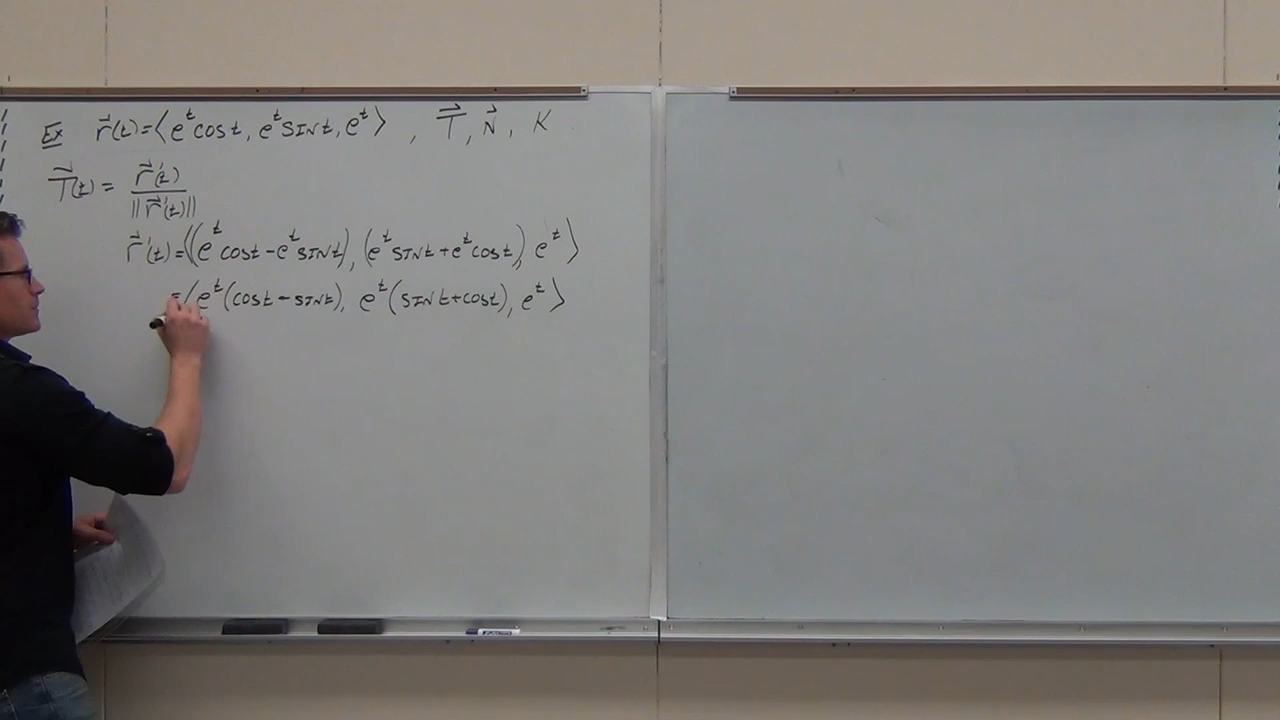 Ex r⃗(t)=⟨e^t cos t, e^t sin t, e^t⟩, T⃗, N⃗, K
T⃗(t) = r⃗'(t) / ||r⃗'(t)||
r⃗'(t)=⟨(e^t cos t - e^t sin t), (e^t sin t + e^t cos t), e^t⟩
=⟨e^t(cos t - sin t), e^t(sin t + cos t), e^t⟩